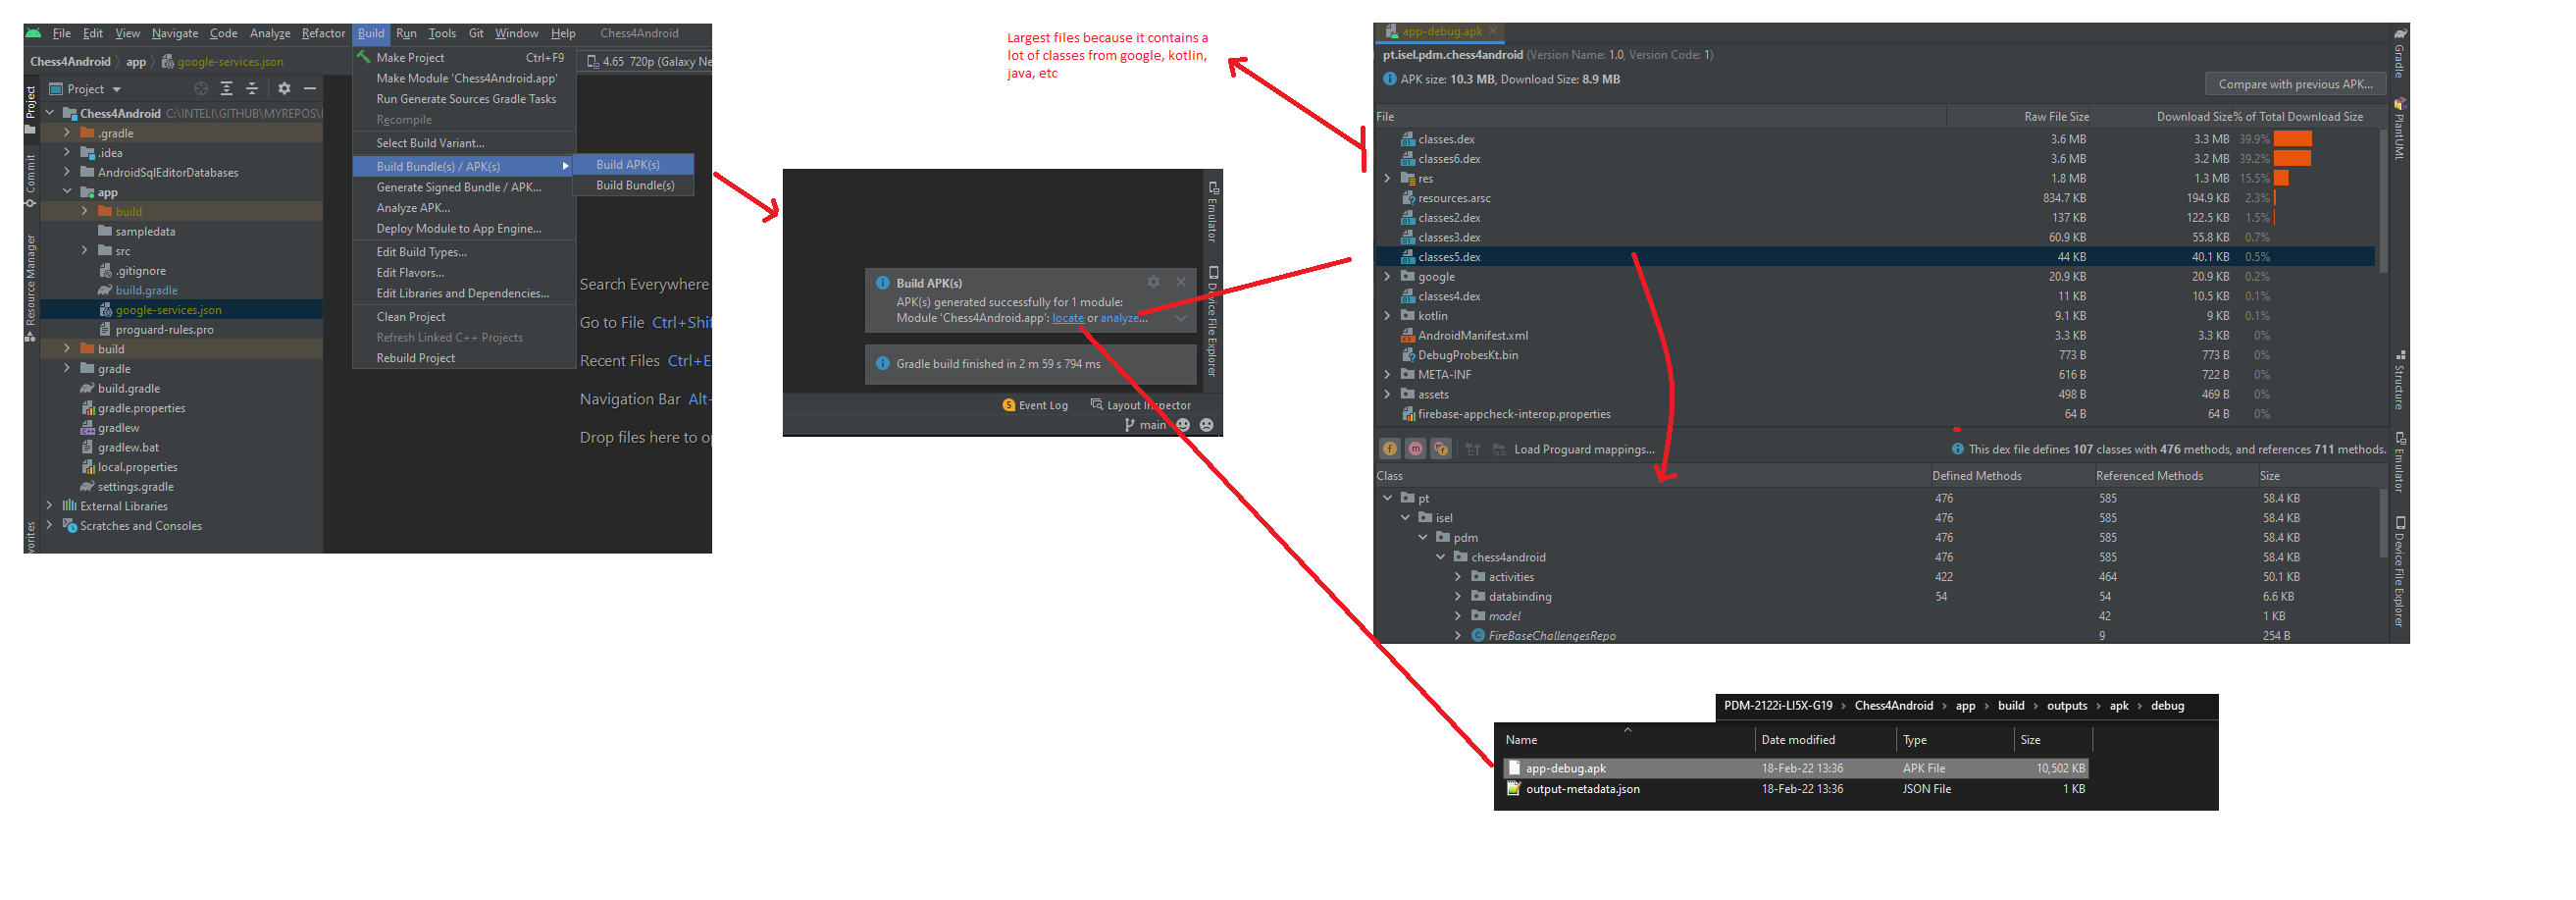 File Edit View Navigate Code Analyze Refactor Build Run Tools Git Window Help Chess4Android
Chess4Android app google-services.json
4.65 720p (Galaxy Ne
Project
Commit
Resource Manager
Project
Chess4Android C:\INTELI\GITHUB\MYREPOS\
.gradle
.idea
AndroidSqlEditorDatabases
app
build
sampledata
src
.gitignore
build.gradle
google-services.json
proguard-rules.pro
build
gradle
build.gradle
gradle.properties
gradlew
gradlew.bat
local.properties
settings.gradle
External Libraries
Scratches and Consoles
Make Project Ctrl+F9
Make Module 'Chess4Android.app'
Run Generate Sources Gradle Tasks
Recompile
Select Build Variant...
Build Bundle(s) / APK(s)
Generate Signed Bundle / APK...
Analyze APK...
Deploy Module to App Engine...
Edit Build Types...
Edit Flavors...
Edit Libraries and Dependencies...
Clean Project
Refresh Linked C++ Projects
Rebuild Project
Build APK(s)
Build Bundle(s)
Search Everywhere
Go to File Ctrl+Shif
Recent Files Ctrl+E
Navigation Bar Alt+
Drop files here to op
Largest files because it contains a
lot of classes from google, kotlin,
java, etc
Build APK(s)
APK(s) generated successfully for 1 module:
Module 'Chess4Android.app': locate or analyze...
Gradle build finished in 2 m 59 s 794 ms
Emulator
Device File Explorer
5 Event Log Layout Inspector
main
app-debug.apk
pt.isel.pdm.chess4android (Version Name: 1.0, Version Code: 1)
APK size: 10.3 MB, Download Size: 8.9 MB
Compare with previous APK...
File Raw File Size Download Size % of Total Download Size
classes.dex 3.6 MB 3.3 MB 39.9%
classes6.dex 3.6 MB 3.2 MB 39.2%
res 1.8 MB 1.3 MB 15.5%
resources.arsc 834.7 KB 194.9 KB 2.3%
classes2.dex 137 KB 122.5 KB 1.5%
classes3.dex 60.9 KB 55.8 KB 0.7%
classes5.dex 44 KB 40.1 KB 0.5%
google 20.9 KB 20.9 KB 0.2%
classes4.dex 11 KB 10.5 KB 0.1%
kotlin 9.1 KB 9 KB 0.1%
AndroidManifest.xml 3.3 KB 3.3 KB 0%
DebugProbesKt.bin 773 B 773 B 0%
META-INF 616 B 722 B 0%
assets 498 B 469 B 0%
firebase-appcheck-interop.properties 64 B 64 B 0%
Load Proguard mappings...
This dex file defines 107 classes with 476 methods, and references 711 methods.
Class Defined Methods Referenced Methods Size
pt 476 585 58.4 KB
isel 476 585 58.4 KB
pdm 476 585 58.4 KB
chess4android 476 585 58.4 KB
activities 422 464 50.1 KB
databinding 54 54 6.6 KB
model 42 1 KB
FireBaseChallengesRepo 9 254 B
Gradle
PlantUML
Structure
Emulator
Device File Explorer
PDM-2122i-LI5X-G19 Chess4Android app build outputs apk debug
Name Date modified Type Size
app-debug.apk 18-Feb-22 13:36 APK File 10,502 KB
output-metadata.json 18-Feb-22 13:36 JSON File 1 KB